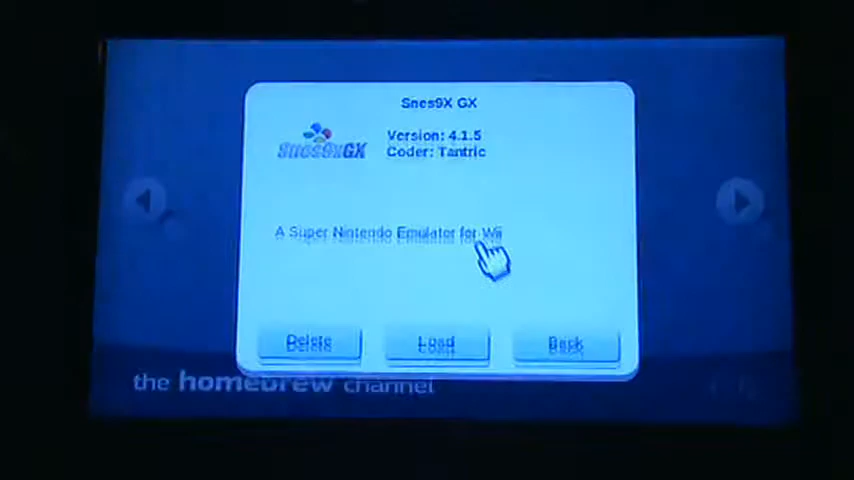 Snes9X GX
Snes9xGX
Version: 4.1.5
Coder: Tantric
A Super Nintendo Emulator for Wii
Delete
Load
Back
the homebrew channel